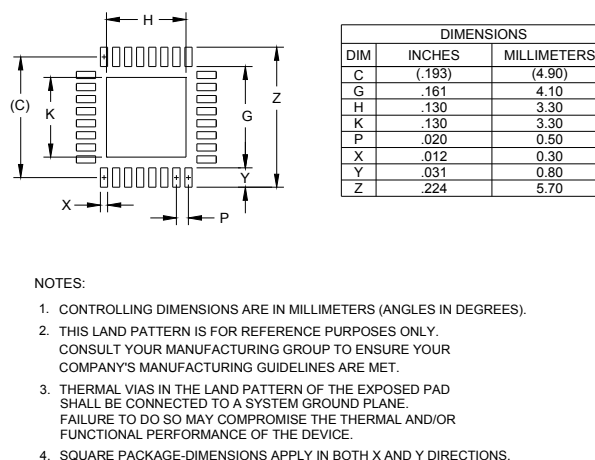 H
(C)
K
G
Z
Y
X
P
DIMENSIONS
DIM INCHES MILLIMETERS
C (.193) (4.90)
G .161 4.10
H .130 3.30
K .130 3.30
P .020 0.50
X .012 0.30
Y .031 0.80
Z .224 5.70
NOTES:
1. CONTROLLING DIMENSIONS ARE IN MILLIMETERS (ANGLES IN DEGREES).
2. THIS LAND PATTERN IS FOR REFERENCE PURPOSES ONLY.
CONSULT YOUR MANUFACTURING GROUP TO ENSURE YOUR
COMPANY'S MANUFACTURING GUIDELINES ARE MET.
3. THERMAL VIAS IN THE LAND PATTERN OF THE EXPOSED PAD
SHALL BE CONNECTED TO A SYSTEM GROUND PLANE.
FAILURE TO DO SO MAY COMPROMISE THE THERMAL AND/OR
FUNCTIONAL PERFORMANCE OF THE DEVICE.
4. SQUARE PACKAGE-DIMENSIONS APPLY IN BOTH X AND Y DIRECTIONS.